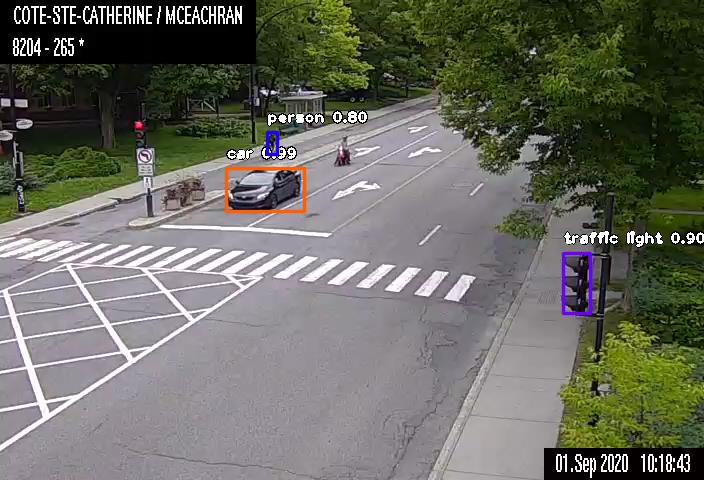 COTE-STE-CATHERINE / MCEACHRAN
8204 - 265 *
person 0.80
car 0.99
traffic light 0.90
01.Sep 2020 10:18:43